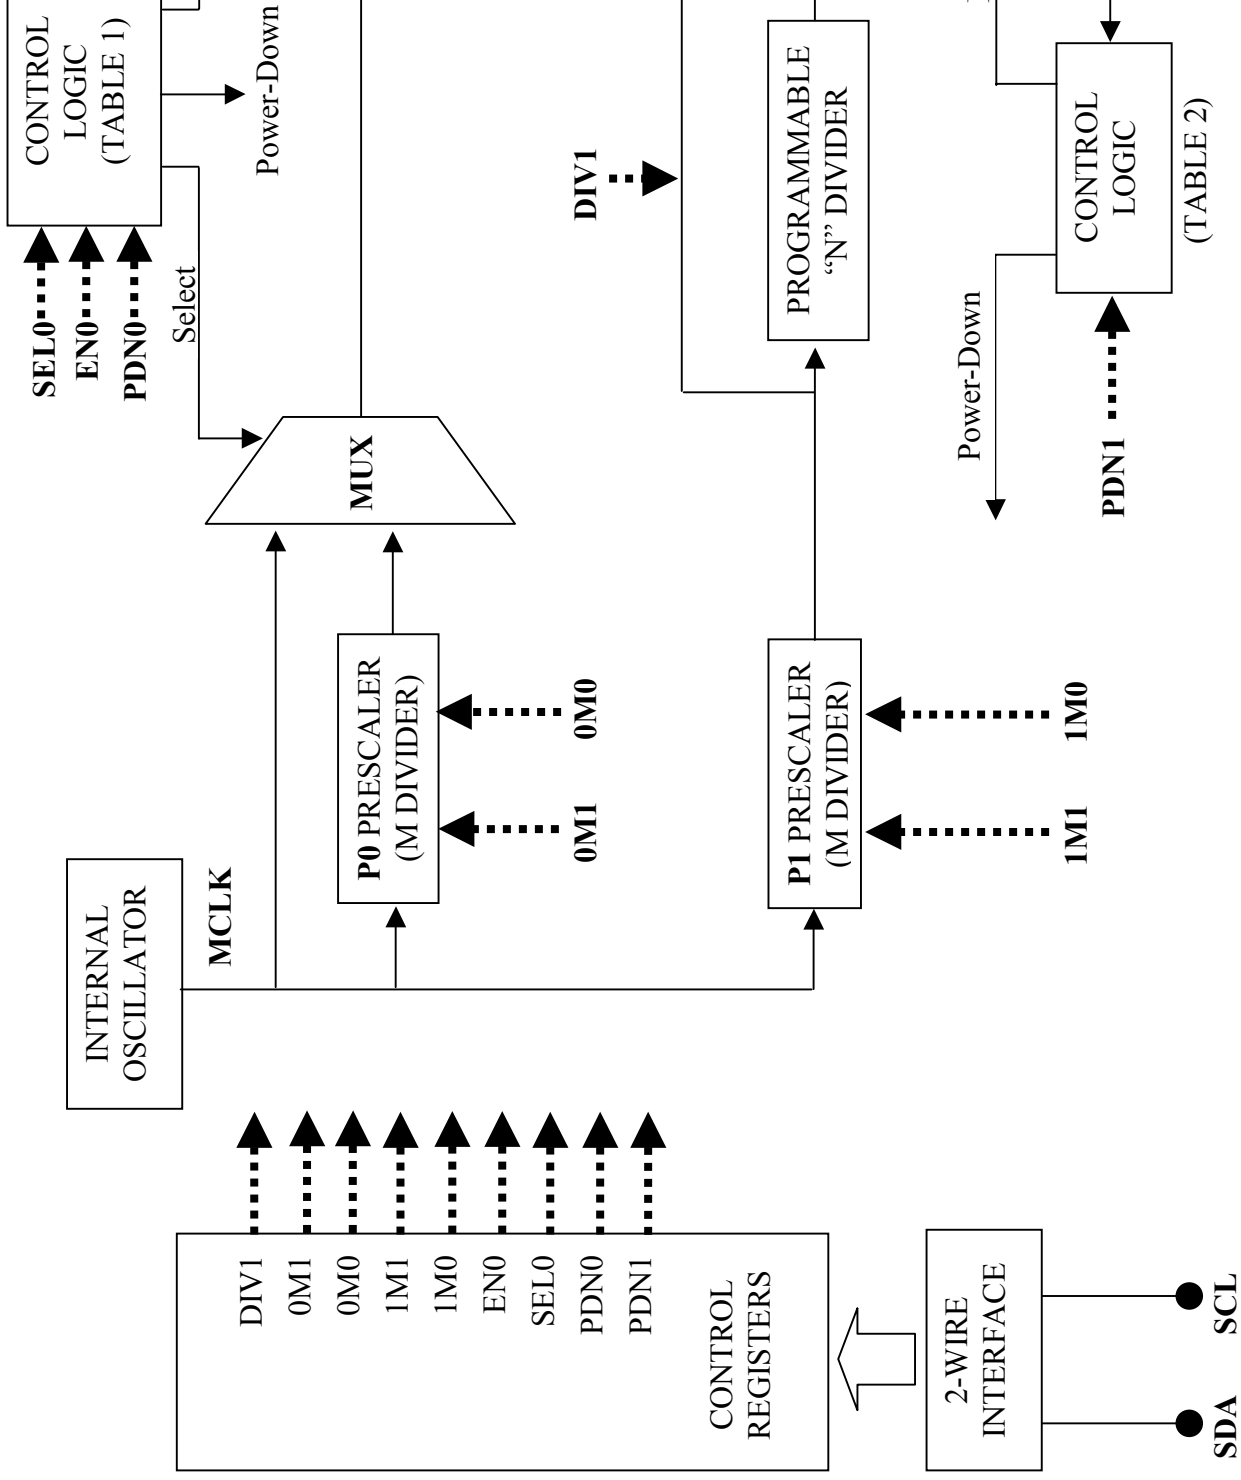 CONTROL
LOGIC
(TABLE 1)
Power-Down
SEL0
EN0
PDN0
Select
MUX
DIV1
PROGRAMMABLE
“N” DIVIDER
CONTROL
LOGIC
(TABLE 2)
Power-Down
PDN1
INTERNAL
OSCILLATOR
MCLK
P0 PRESCALER
(M DIVIDER)
0M1
0M0
P1 PRESCALER
(M DIVIDER)
1M1
1M0
DIV1
0M1
0M0
1M1
1M0
EN0
SEL0
PDN0
PDN1
CONTROL
REGISTERS
2-WIRE
INTERFACE
SDA
SCL